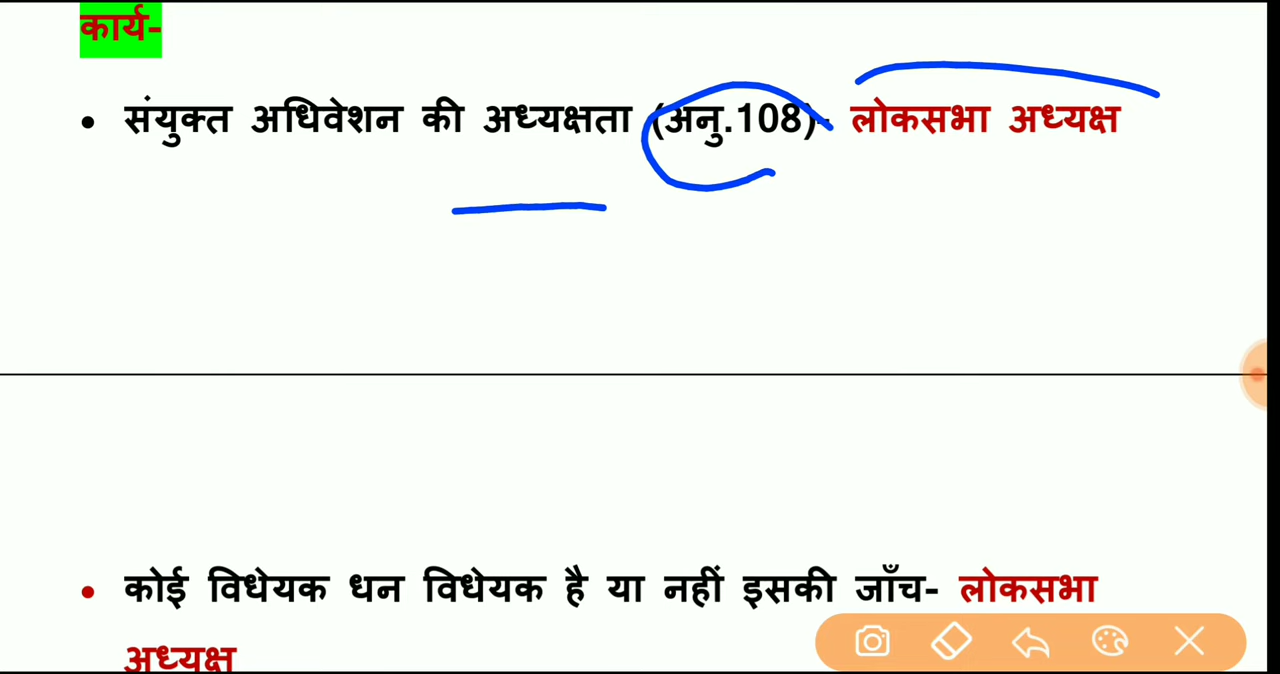 कार्य-
• संयुक्त अधिवेशन की अध्यक्षता (अनु.108)- लोकसभा अध्यक्ष
• कोई विधेयक धन विधेयक है या नहीं इसकी जाँच- लोकसभा
अध्यक्ष